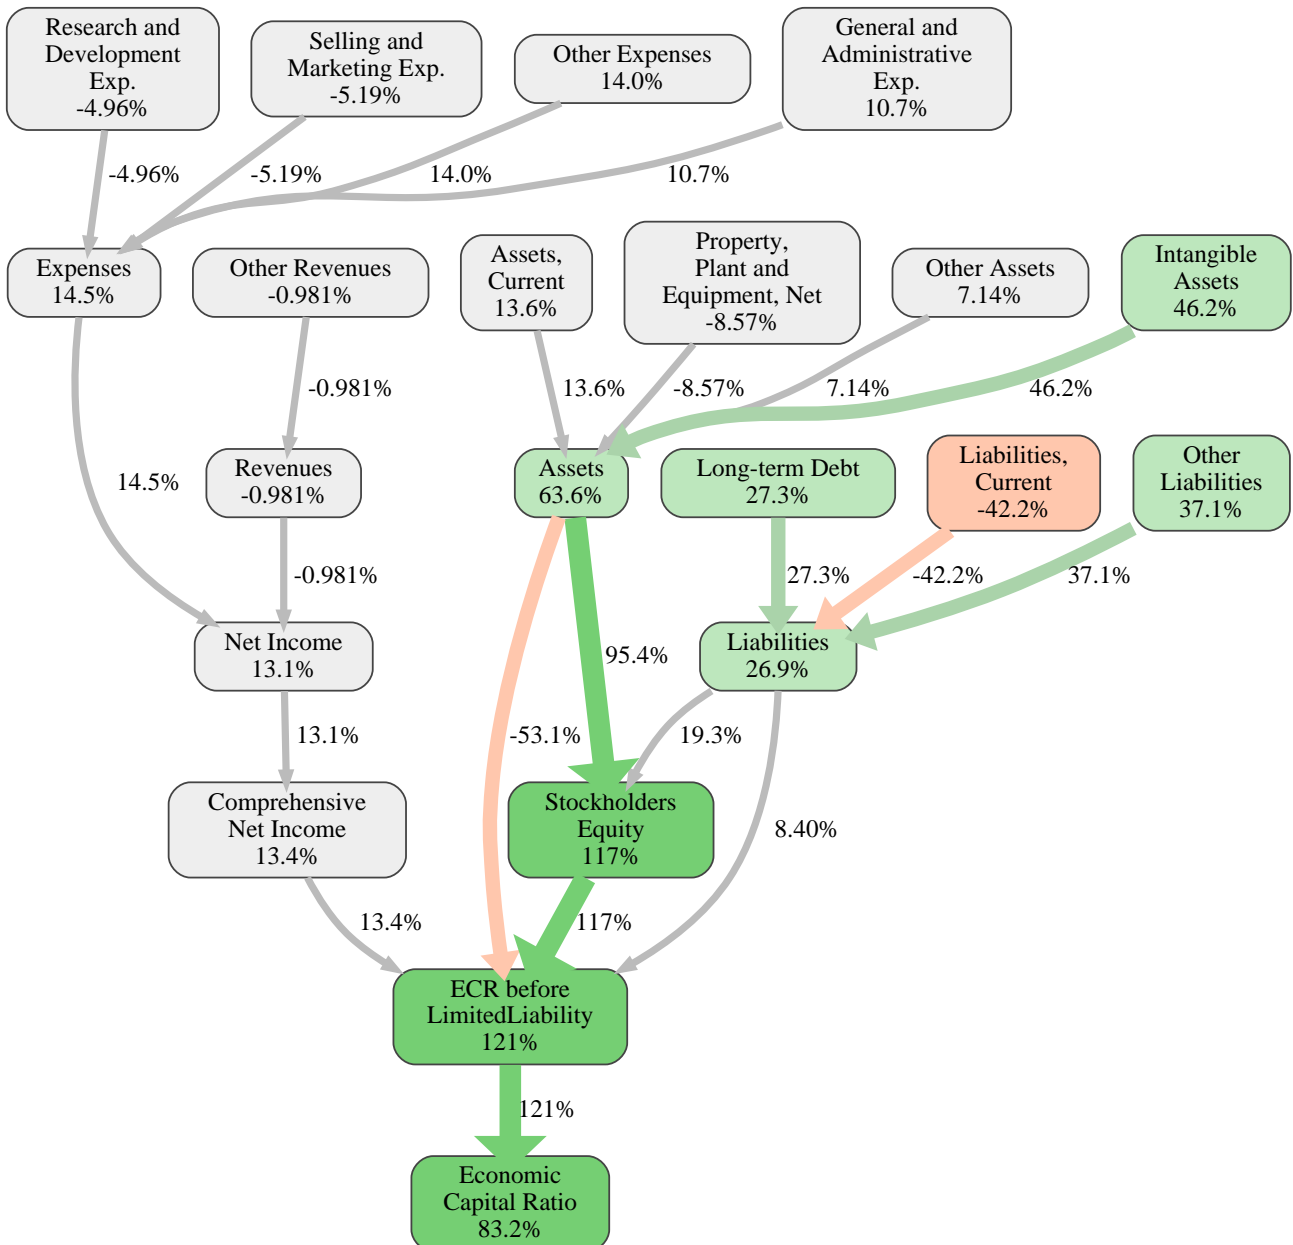 Research and
Development
Exp.
-4.96%
Selling and
Marketing Exp.
-5.19%
Other Expenses
14.0%
General and
Administrative
Exp.
10.7%
-4.96%
-5.19%
14.0%
10.7%
Expenses
14.5%
Other Revenues
-0.981%
Assets,
Current
13.6%
Property,
Plant and
Equipment, Net
-8.57%
Other Assets
7.14%
Intangible
Assets
46.2%
-0.981%
13.6%
-8.57%
7.14%
46.2%
14.5%
Revenues
-0.981%
Assets
63.6%
Long-term Debt
27.3%
Liabilities,
Current
-42.2%
Other
Liabilities
37.1%
-0.981%
27.3%
-42.2%
37.1%
Net Income
13.1%
95.4%
Liabilities
26.9%
13.1%
-53.1%
19.3%
Comprehensive
Net Income
13.4%
Stockholders
Equity
117%
8.40%
13.4%
117%
ECR before
LimitedLiability
121%
121%
Economic
Capital Ratio
83.2%